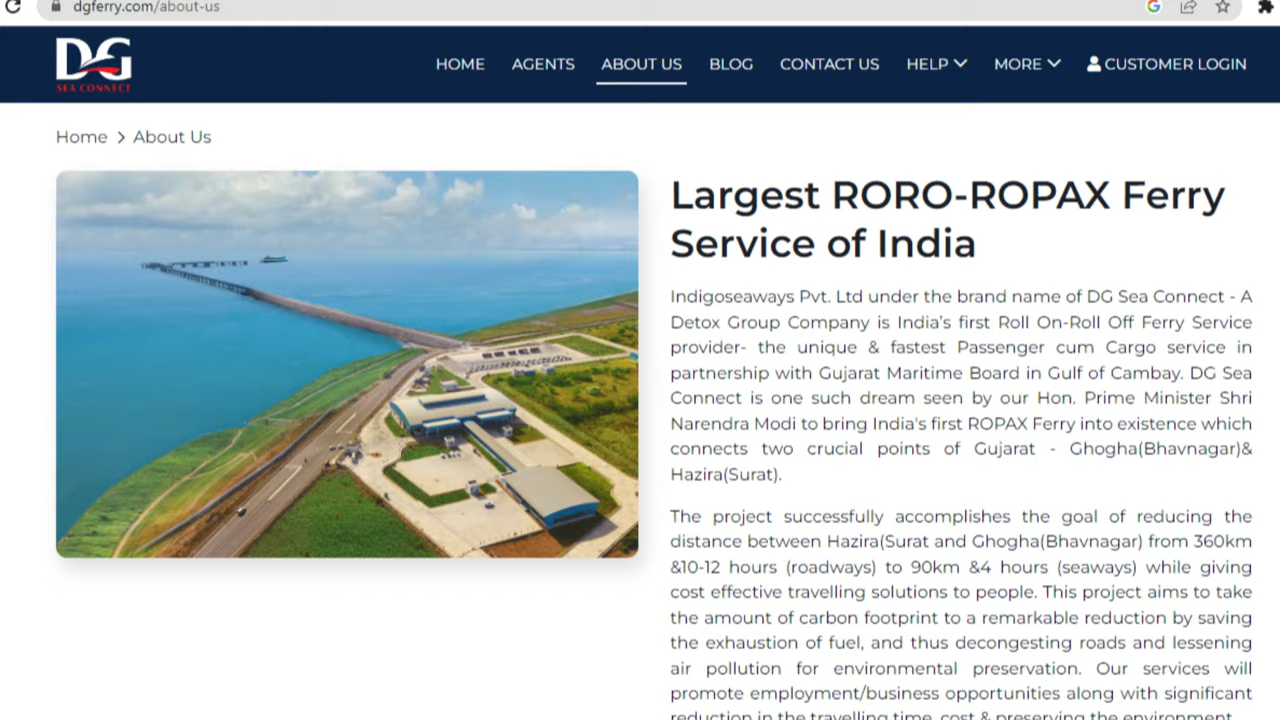 dgferry.com/about-us
DG
SEA CONNECT
HOME AGENTS ABOUT US BLOG CONTACT US HELP MORE CUSTOMER LOGIN
Home > About Us
Largest RORO-ROPAX Ferry
Service of India
Indigoseaways Pvt. Ltd under the brand name of DG Sea Connect - A
Detox Group Company is India's first Roll On-Roll Off Ferry Service
provider- the unique & fastest Passenger cum Cargo service in
partnership with Gujarat Maritime Board in Gulf of Cambay. DG Sea
Connect is one such dream seen by our Hon. Prime Minister Shri
Narendra Modi to bring India's first ROPAX Ferry into existence which
connects two crucial points of Gujarat - Ghogha(Bhavnagar)&
Hazira(Surat).
The project successfully accomplishes the goal of reducing the
distance between Hazira(Surat and Ghogha(Bhavnagar) from 360km
&10-12 hours (roadways) to 90km &4 hours (seaways) while giving
cost effective travelling solutions to people. This project aims to take
the amount of carbon footprint to a remarkable reduction by saving
the exhaustion of fuel, and thus decongesting roads and lessening
air pollution for environmental preservation. Our services will
promote employment/business opportunities along with significant
reduction in the travelling time, cost & preserving the environment.